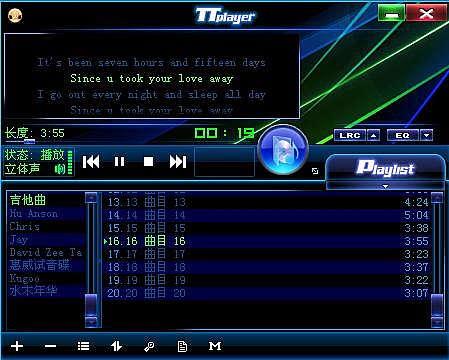 TTplayer
It's been seven hours and fifteen days
Since u took your love away
I go out every night and sleep all day
Since u took your love away
长度: 3:55
00:19
LRC
EQ
状态: 播放
立体声
Playlist
吉他曲
Hu Anson
Chris
Jay
David Zee Ta
惠威试音碟
Kugoo
水木年华
13.13 曲目 13 4:24
14.14 曲目 14 5:04
15.15 曲目 15 3:38
16.16 曲目 16 3:55
17.17 曲目 17 3:23
18.18 曲目 18 3:37
19.19 曲目 19 3:22
20.20 曲目 20 3:07
M